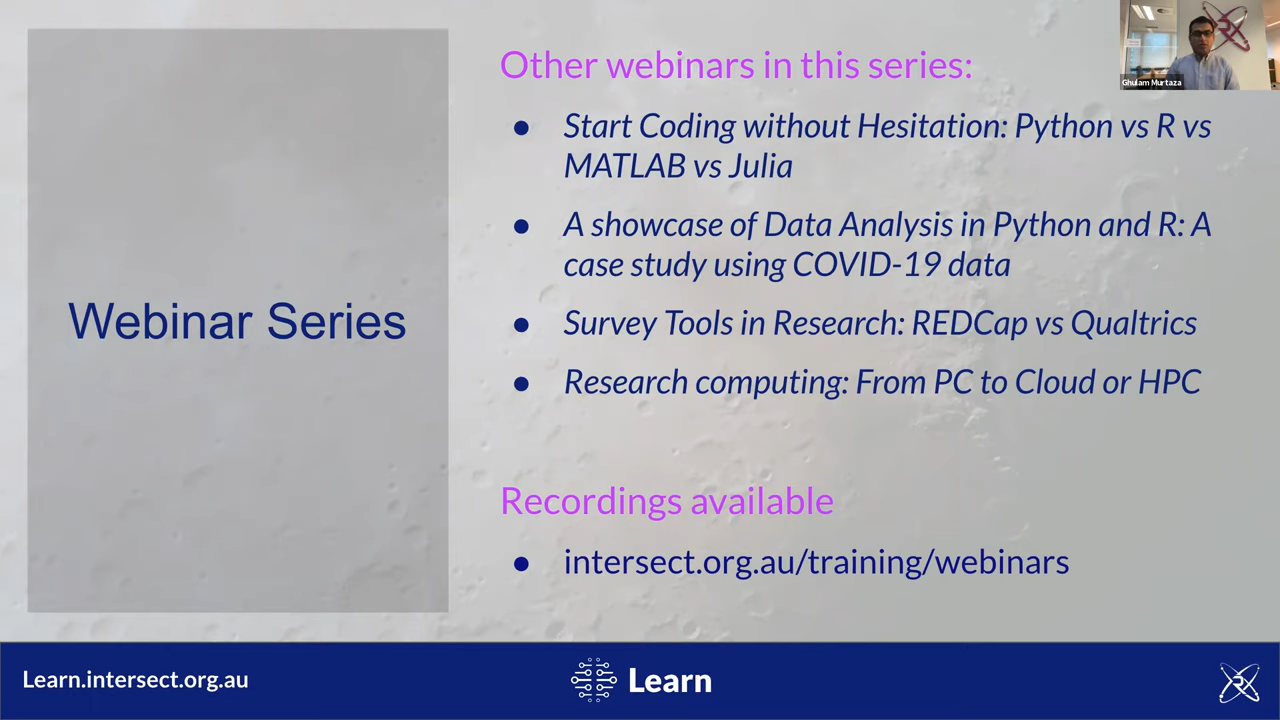 Webinar Series
Other webinars in this series:
● Start Coding without Hesitation: Python vs R vs
MATLAB vs Julia
● A showcase of Data Analysis in Python and R: A
case study using COVID-19 data
● Survey Tools in Research: REDCap vs Qualtrics
● Research computing: From PC to Cloud or HPC
Recordings available
● intersect.org.au/training/webinars
Ghulam Murtaza
Learn.intersect.org.au
Learn